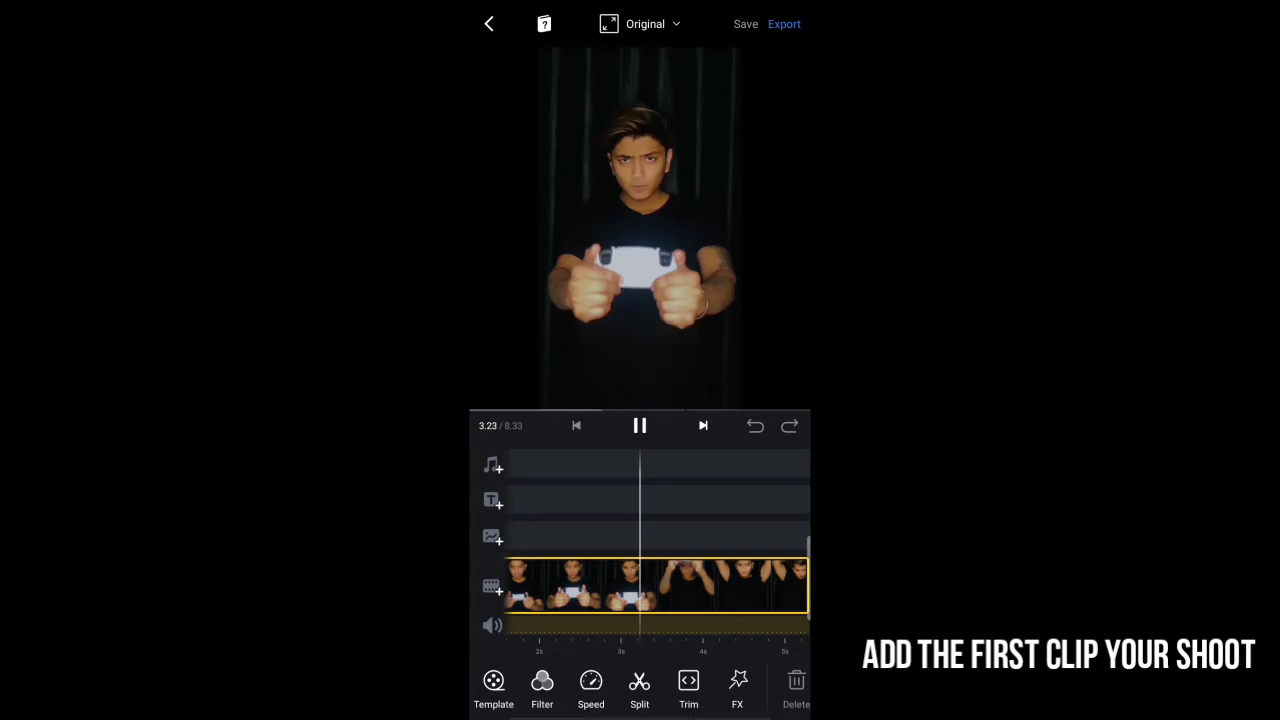 ? Original Save Export
3.23 / 8.33
T
2s 3s 4s 5s
Template Filter Speed Split Trim FX Delete
ADD THE FIRST CLIP YOUR SHOOT